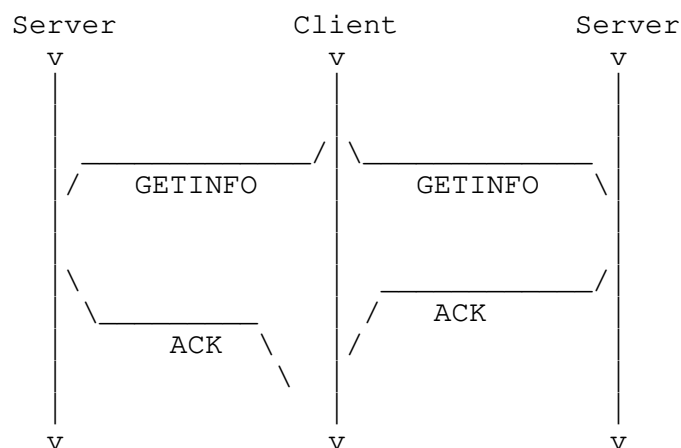 Server Client Server
v v v
GETINFO GETINFO
ACK
ACK
v v v